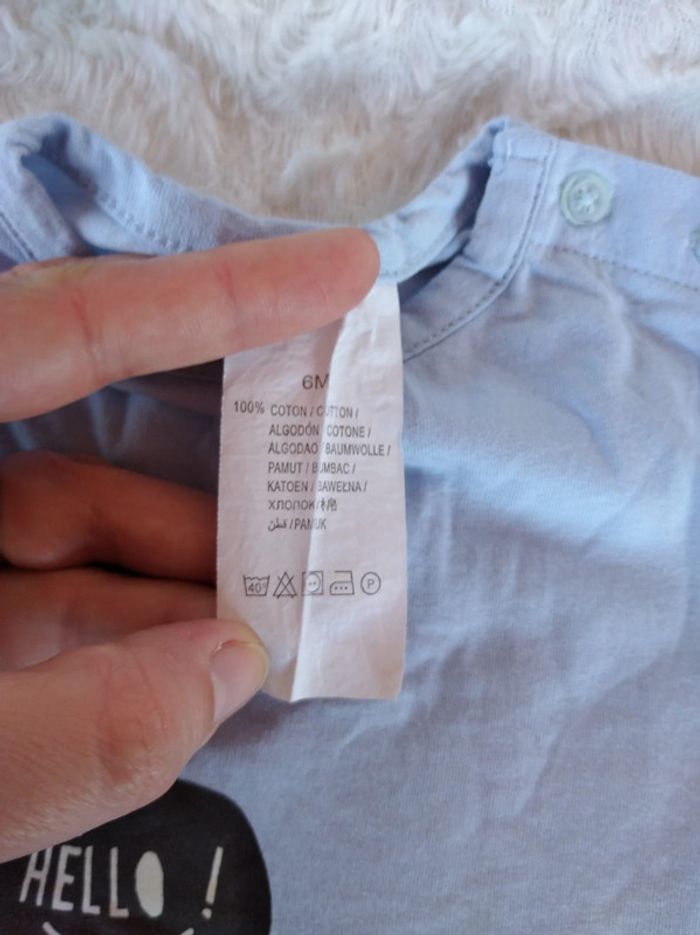 6M
100% COTON / COTTON /
ALGODÓN COTONE /
ALGODAO /BAUMWOLLE /
PAMUT / BUMBAC /
KATOEN / BAWEŁNA /
ХЛОПОК/棉
قطن /PAMUK
40° P
HELLO !